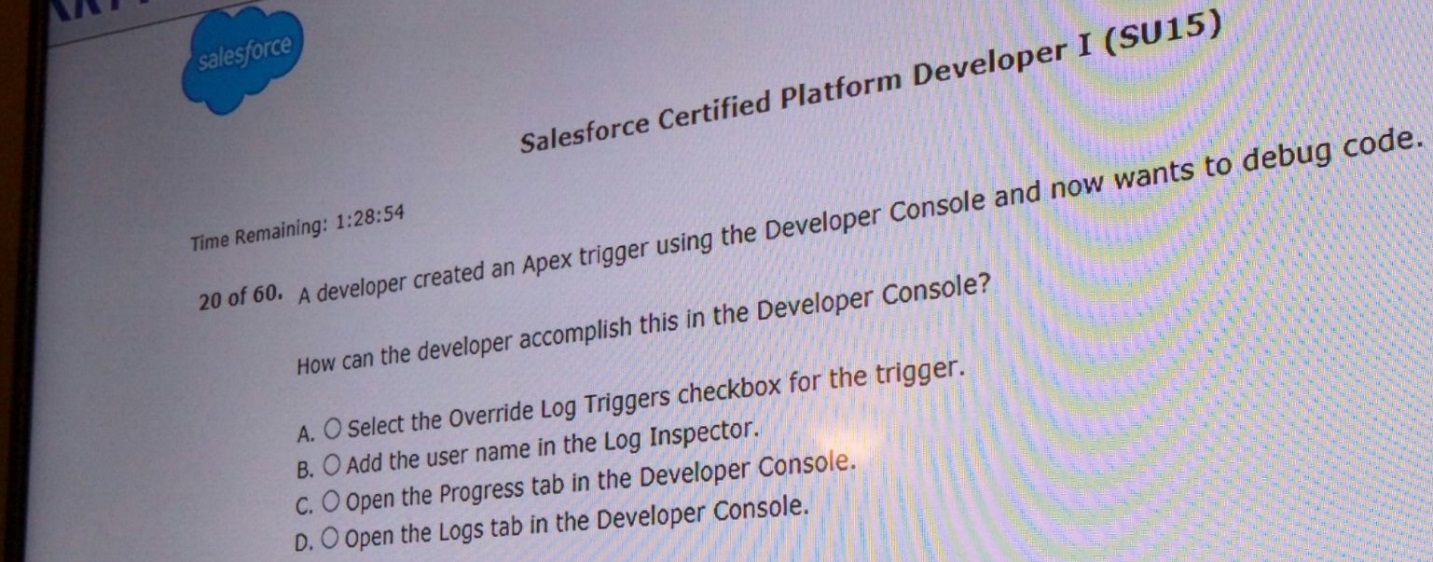 salesforce
Salesforce Certified Platform Developer I (SU15)
Time Remaining: 1:28:54
20 of 60. A developer created an Apex trigger using the Developer Console and now wants to debug code.
How can the developer accomplish this in the Developer Console?
A. Select the Override Log Triggers checkbox for the trigger.
B. Add the user name in the Log Inspector.
C. Open the Progress tab in the Developer Console.
D. Open the Logs tab in the Developer Console.